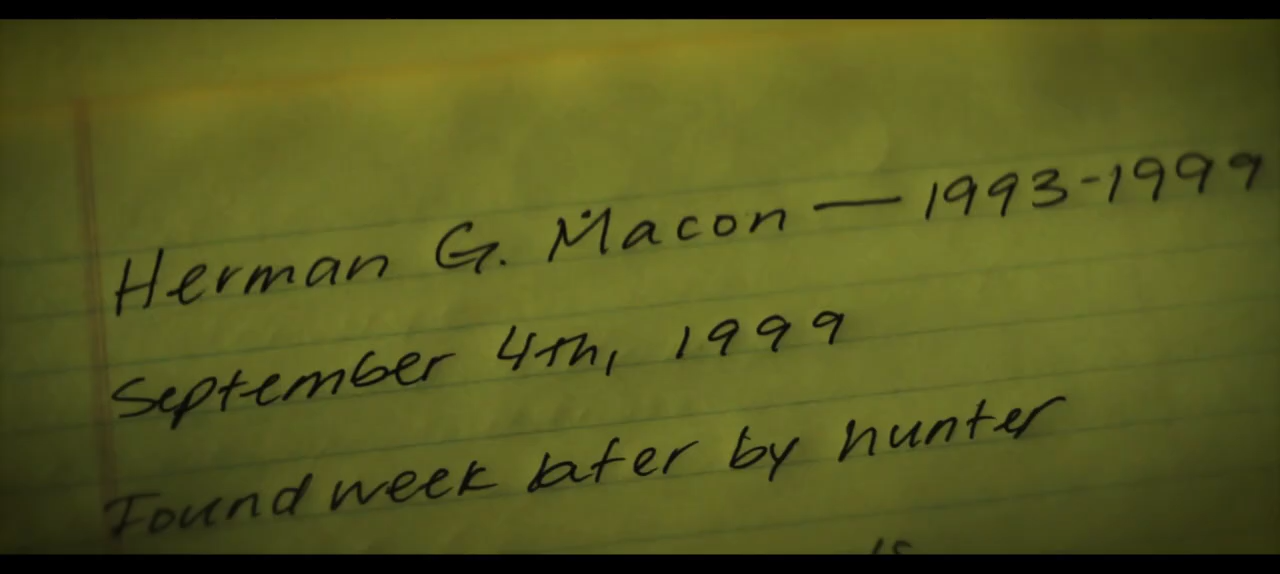 Herman G. Macon — 1993-1999
September 4th, 1999
Found week later by hunter